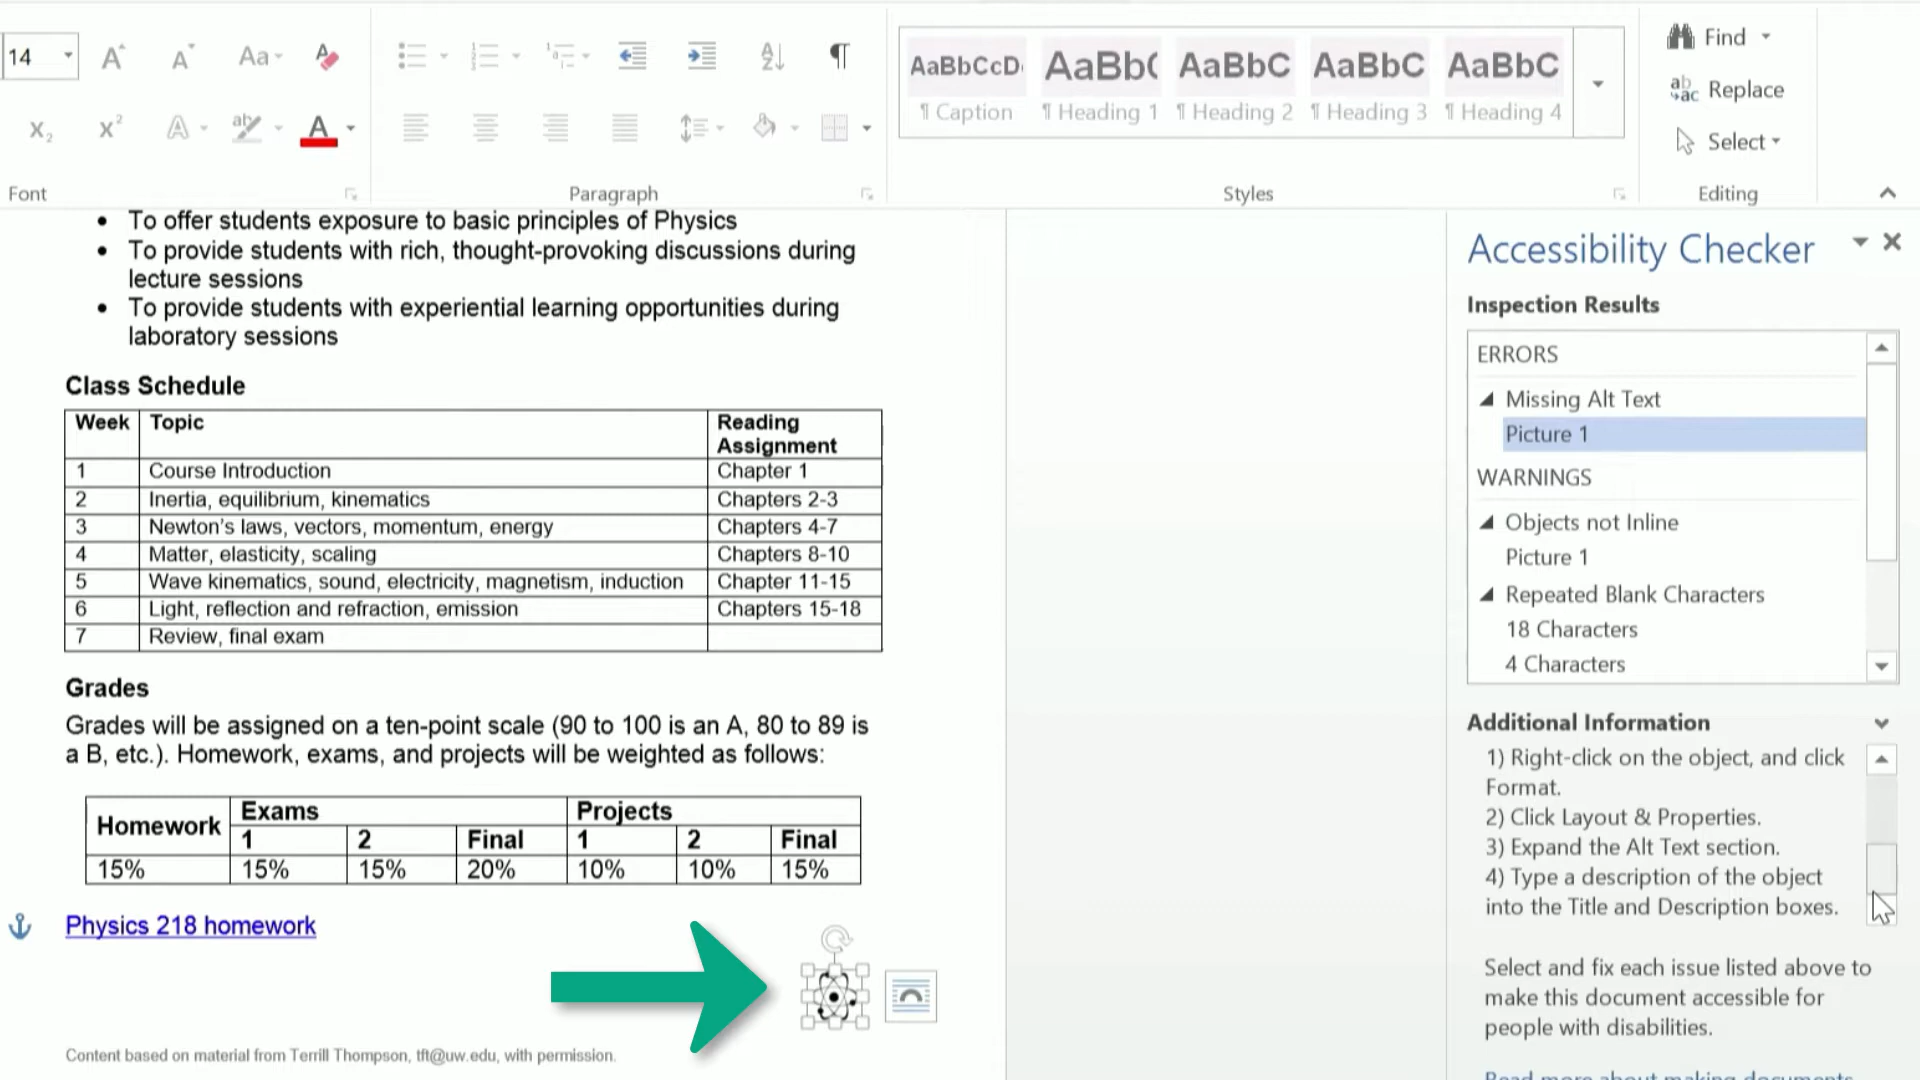 14
Aa
Find
AaBbCcD
AaBb(
AaBbC
AaBbC
AaBbC
¶ Caption
¶ Heading 1
¶ Heading 2
¶ Heading 3
¶ Heading 4
Replace
Select
Font
Paragraph
Styles
Editing
• To offer students exposure to basic principles of Physics
• To provide students with rich, thought-provoking discussions during
lecture sessions
• To provide students with experiential learning opportunities during
laboratory sessions
Class Schedule
Week Topic Reading
Assignment
1 Course Introduction Chapter 1
2 Inertia, equilibrium, kinematics Chapters 2-3
3 Newton's laws, vectors, momentum, energy Chapters 4-7
4 Matter, elasticity, scaling Chapters 8-10
5 Wave kinematics, sound, electricity, magnetism, induction Chapter 11-15
6 Light, reflection and refraction, emission Chapters 15-18
7 Review, final exam
Grades
Grades will be assigned on a ten-point scale (90 to 100 is an A, 80 to 89 is
a B, etc.). Homework, exams, and projects will be weighted as follows:
Homework Exams Projects
1 2 Final 1 2 Final
15% 15% 15% 20% 10% 10% 15%
Physics 218 homework
Content based on material from Terrill Thompson, tft@uw.edu, with permission.
Accessibility Checker
Inspection Results
ERRORS
Missing Alt Text
Picture 1
WARNINGS
Objects not Inline
Picture 1
Repeated Blank Characters
18 Characters
4 Characters
Additional Information
1) Right-click on the object, and click
Format.
2) Click Layout & Properties.
3) Expand the Alt Text section.
4) Type a description of the object
into the Title and Description boxes.
Select and fix each issue listed above to
make this document accessible for
people with disabilities.
Read more about making documents